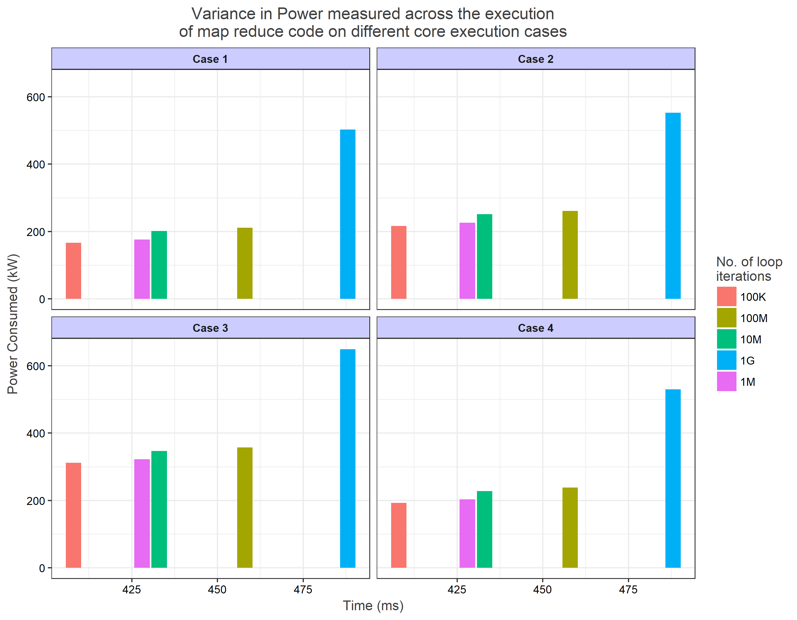 Variance in Power measured across the execution
of map reduce code on different core execution cases
Case 1
Case 2
600
400
200
0
Case 3
Case 4
600
400
200
0
425
450
475
425
450
475
Time (ms)
Power Consumed (kW)
No. of loop
iterations
100K
100M
10M
1G
1M